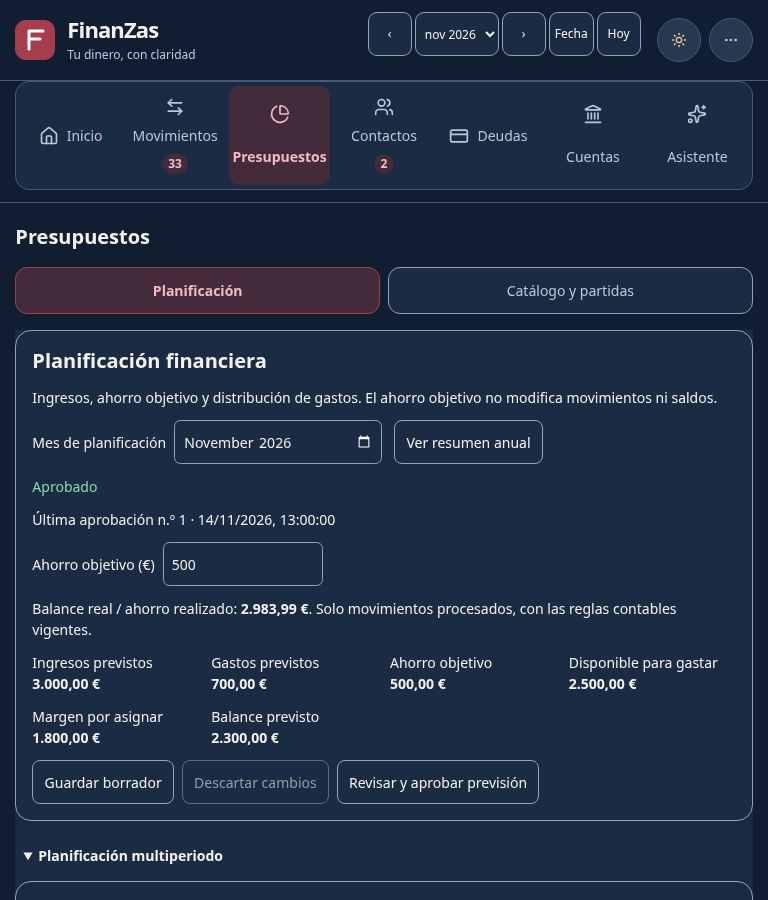 FinanZas
Tu dinero, con claridad
‹
nov 2026
›
Fecha
Hoy
Inicio
Movimientos
33
Presupuestos
Contactos
2
Deudas
Cuentas
Asistente
Presupuestos
Planificación
Catálogo y partidas
Planificación financiera
Ingresos, ahorro objetivo y distribución de gastos. El ahorro objetivo no modifica movimientos ni saldos.
Mes de planificación
November 2026
Ver resumen anual
Aprobado
Última aprobación n.º 1 · 14/11/2026, 13:00:00
Ahorro objetivo (€)
500
Balance real / ahorro realizado: 2.983,99 €. Solo movimientos procesados, con las reglas contables
vigentes.
Ingresos previstos
3.000,00 €
Gastos previstos
700,00 €
Ahorro objetivo
500,00 €
Disponible para gastar
2.500,00 €
Margen por asignar
1.800,00 €
Balance previsto
2.300,00 €
Guardar borrador
Descartar cambios
Revisar y aprobar previsión
▼ Planificación multiperiodo